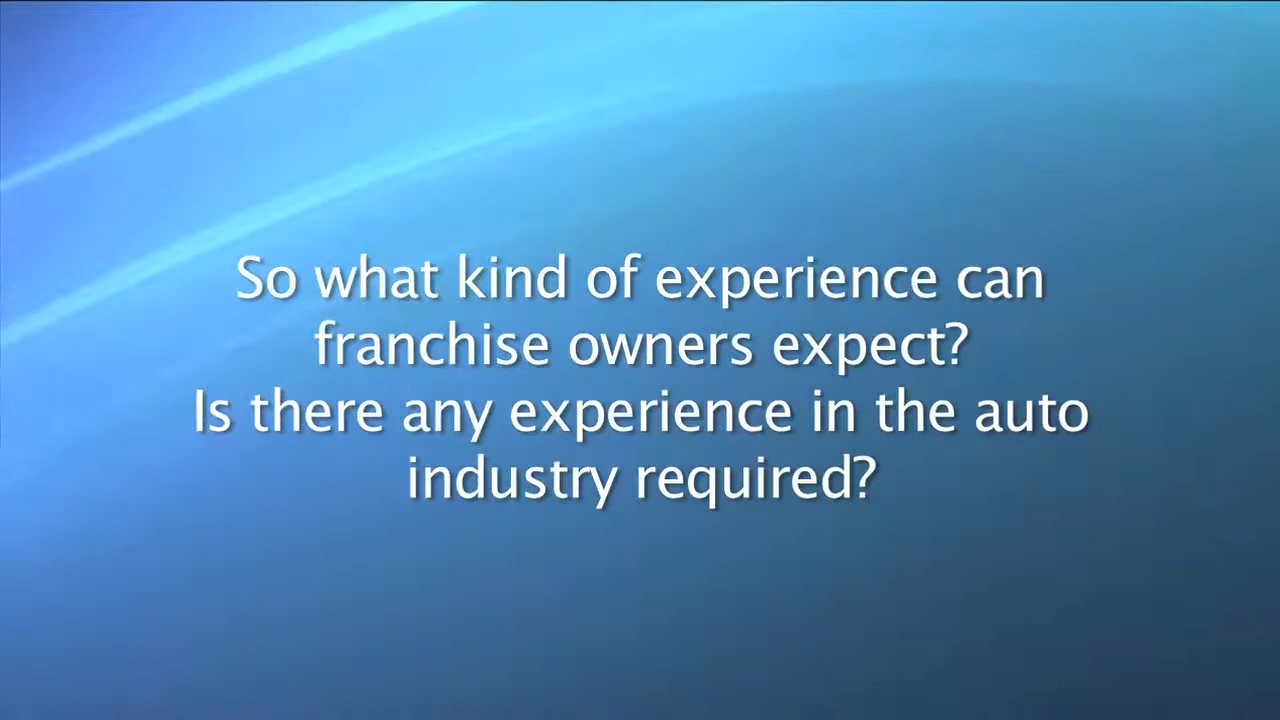 So what kind of experience can
franchise owners expect?
Is there any experience in the auto
industry required?